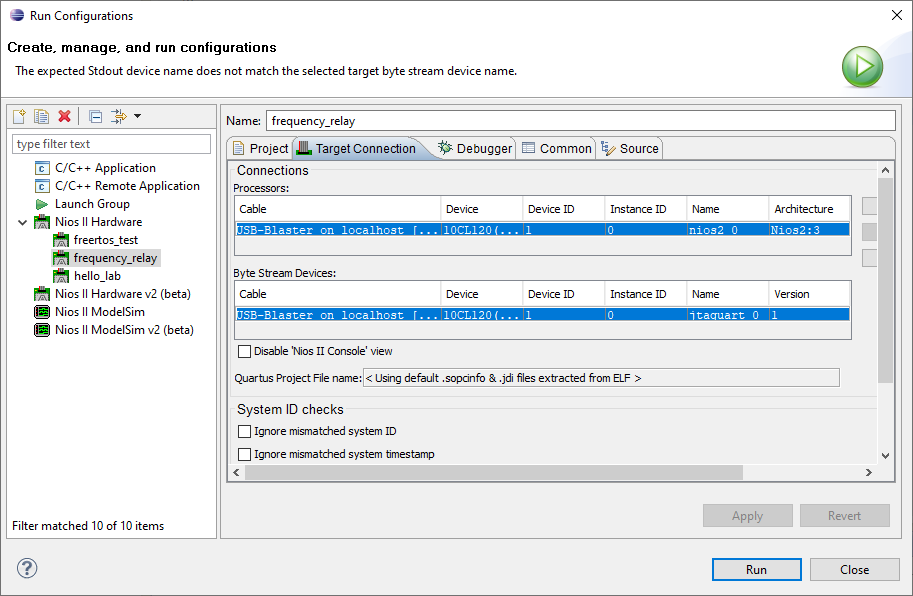 Run Configurations
Create, manage, and run configurations
The expected Stdout device name does not match the selected target byte stream device name.
type filter text
C/C++ Application
C/C++ Remote Application
Launch Group
Nios II Hardware
freertos_test
frequency_relay
hello_lab
Nios II Hardware v2 (beta)
Nios II ModelSim
Nios II ModelSim v2 (beta)
Filter matched 10 of 10 items
Name: frequency_relay
Project Target Connection Debugger Common Source
Connections
Processors:
Cable Device Device ID Instance ID Name Architecture
USB-Blaster on localhost [... 10CL120(... 1 0 nios2_0 Nios2:3
Byte Stream Devices:
Cable Device Device ID Instance ID Name Version
USB-Blaster on localhost [... 10CL120(... 1 0 jtaguart_0 1
Disable 'Nios II Console' view
Quartus Project File name: < Using default .sopcinfo & .jdi files extracted from ELF >
System ID checks
Ignore mismatched system ID
Ignore mismatched system timestamp
Apply Revert
? Run Close